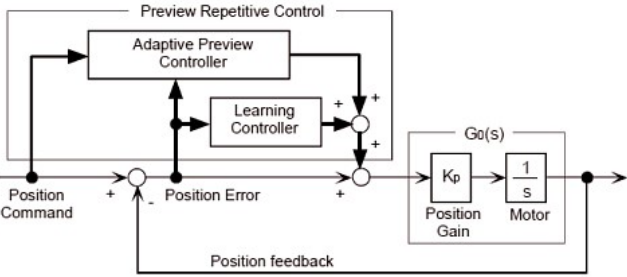 Preview Repetitive Control
Adaptive Preview
Controller
Learning
Controller
+
+
+
G0(s)
Kp
1
s
Position
Command
+
-
Position Error
+
Position
Gain
Motor
Position feedback